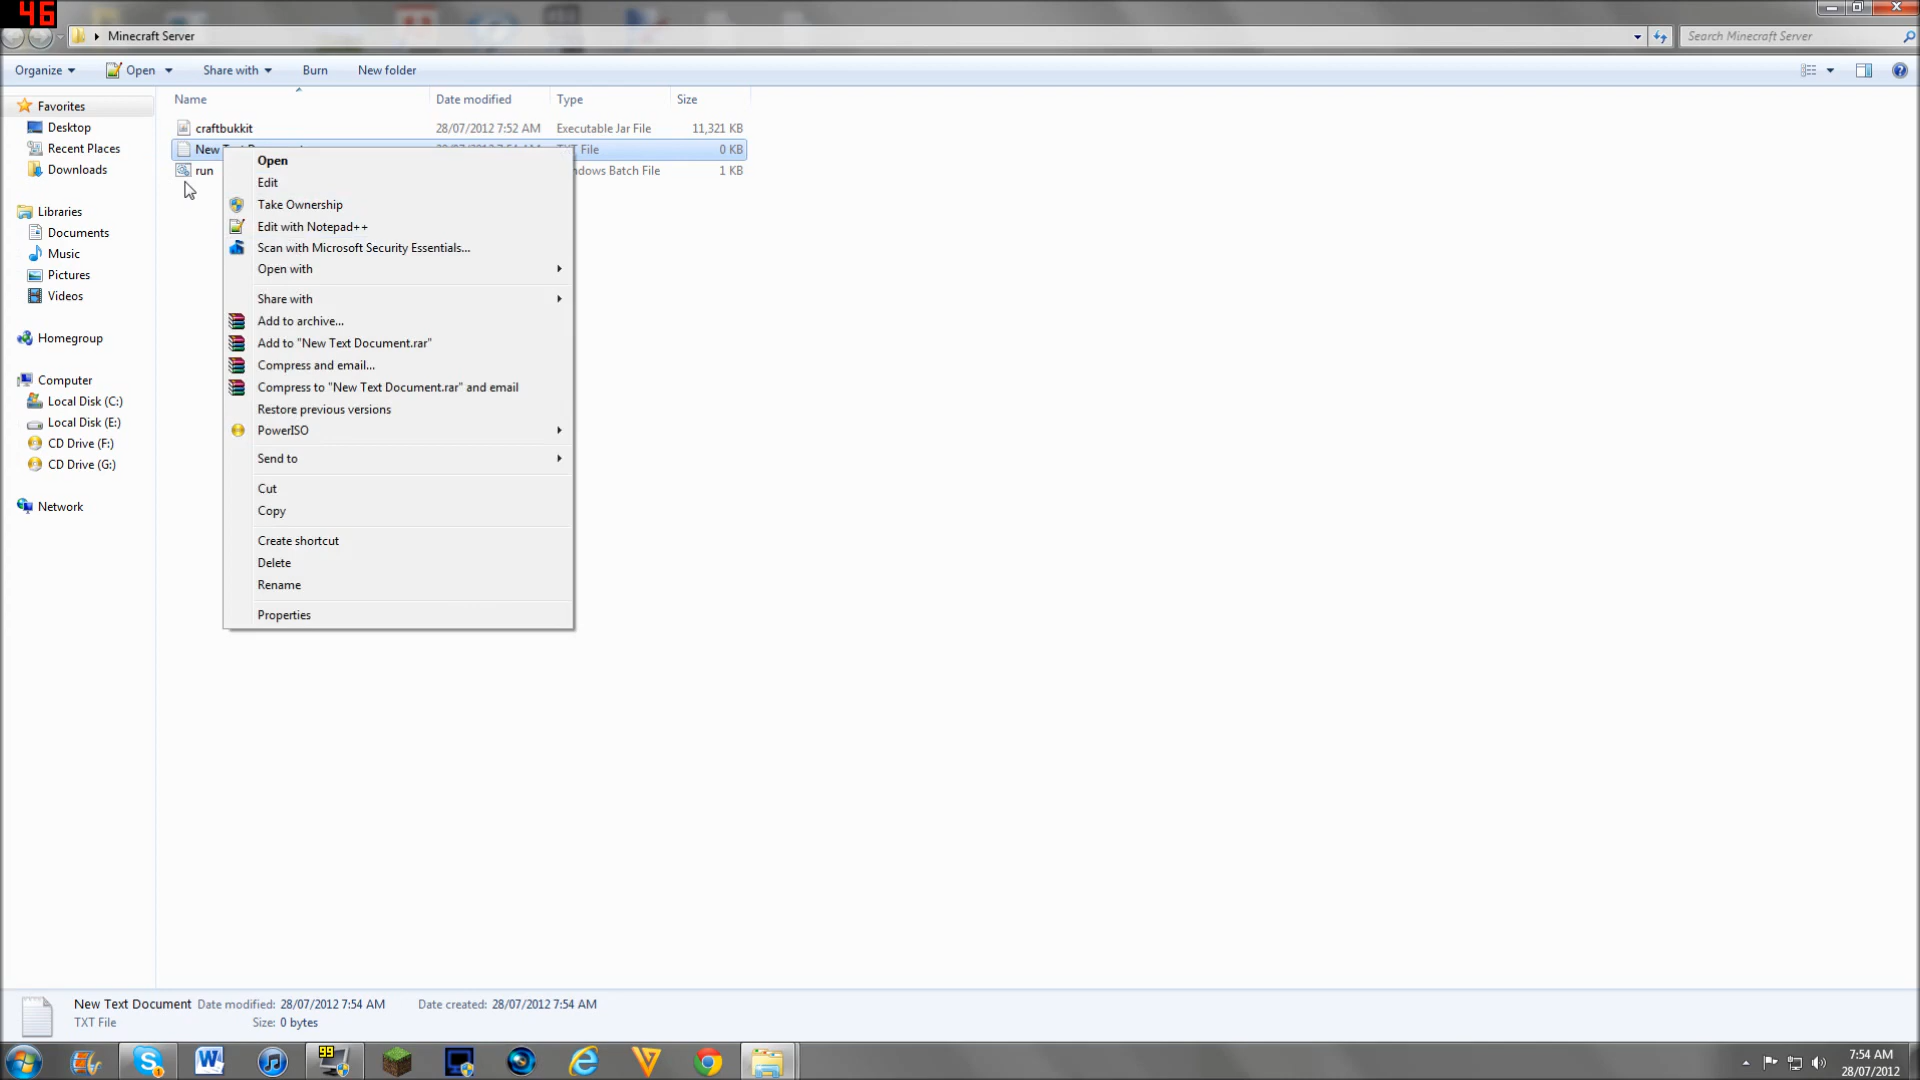 46
Minecraft Server
Search Minecraft Server
Organize Open Share with Burn New folder
Name Date modified Type Size
Favorites
Desktop
Recent Places
Downloads
Libraries
Documents
Music
Pictures
Videos
Homegroup
Computer
Local Disk (C:)
Local Disk (E:)
CD Drive (F:)
CD Drive (G:)
Network
craftbukkit 28/07/2012 7:52 AM Executable Jar File 11,321 KB
New File 0 KB
run dows Batch File 1 KB
Open
Edit
Take Ownership
Edit with Notepad++
Scan with Microsoft Security Essentials...
Open with
Share with
Add to archive...
Add to "New Text Document.rar"
Compress and email...
Compress to "New Text Document.rar" and email
Restore previous versions
PowerISO
Send to
Cut
Copy
Create shortcut
Delete
Rename
Properties
New Text Document Date modified: 28/07/2012 7:54 AM Date created: 28/07/2012 7:54 AM
TXT File Size: 0 bytes
99
7:54 AM
28/07/2012